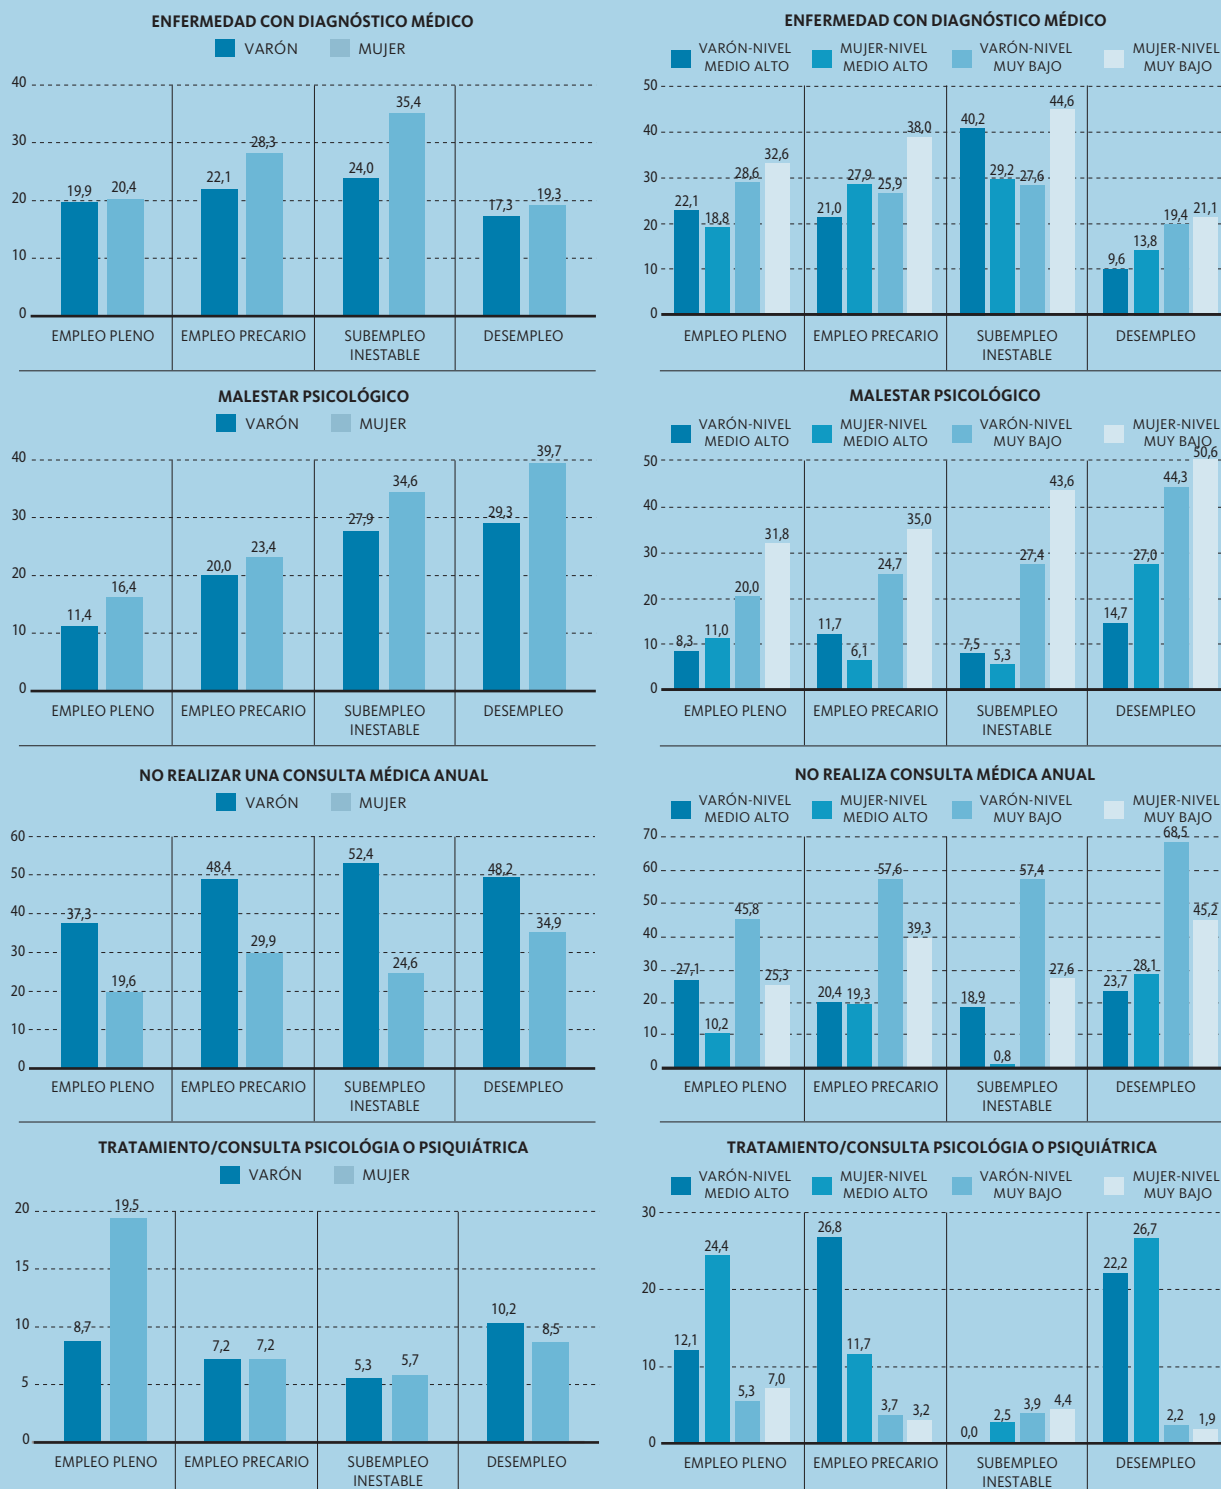 ENFERMEDAD CON DIAGNÓSTICO MÉDICO
VARÓN MUJER
40
30
20
10
0
19,9 20,4
22,1 28,3
24,0 35,4
17,3 19,3
EMPLEO PLENO EMPLEO PRECARIO SUBEMPLEO DESEMPLEO
INESTABLE
MALESTAR PSICOLÓGICO
VARÓN MUJER
40
30
20
10
0
11,4 16,4
20,0 23,4
27,9 34,6
29,3 39,7
EMPLEO PLENO EMPLEO PRECARIO SUBEMPLEO DESEMPLEO
INESTABLE
NO REALIZAR UNA CONSULTA MÉDICA ANUAL
VARÓN MUJER
60
50
40
30
20
10
0
37,3 19,6
48,4 29,9
52,4 24,6
48,2 34,9
EMPLEO PLENO EMPLEO PRECARIO SUBEMPLEO DESEMPLEO
INESTABLE
TRATAMIENTO/CONSULTA PSICOLÓGIA O PSIQUIÁTRICA
VARÓN MUJER
20
15
10
5
0
8,7 19,5
7,2 7,2
5,3 5,7
10,2 8,5
EMPLEO PLENO EMPLEO PRECARIO SUBEMPLEO DESEMPLEO
INESTABLE
ENFERMEDAD CON DIAGNÓSTICO MÉDICO
VARÓN-NIVEL MUJER-NIVEL VARÓN-NIVEL MUJER-NIVEL
MEDIO ALTO MEDIO ALTO MUY BAJO MUY BAJO
50
40
30
20
10
0
22,1 18,8 28,6 32,6
21,0 27,9 25,9 38,0
40,2 29,2 27,6 44,6
9,6 13,8 19,4 21,1
EMPLEO PLENO EMPLEO PRECARIO SUBEMPLEO DESEMPLEO
INESTABLE
MALESTAR PSICOLÓGICO
VARÓN-NIVEL MUJER-NIVEL VARÓN-NIVEL MUJER-NIVEL
MEDIO ALTO MEDIO ALTO MUY BAJO MUY BAJO
50
40
30
20
10
0
8,3 11,0 20,0 31,8
11,7 6,1 24,7 35,0
7,5 5,3 27,4 43,6
14,7 27,0 44,3 50,6
EMPLEO PLENO EMPLEO PRECARIO SUBEMPLEO DESEMPLEO
INESTABLE
NO REALIZA CONSULTA MÉDICA ANUAL
VARÓN-NIVEL MUJER-NIVEL VARÓN-NIVEL MUJER-NIVEL
MEDIO ALTO MEDIO ALTO MUY BAJO MUY BAJO
70
60
50
40
30
20
10
0
27,1 10,2 45,8 25,3
20,4 19,3 57,6 39,3
18,9 0,8 57,4 27,6
23,7 28,1 68,5 45,2
EMPLEO PLENO EMPLEO PRECARIO SUBEMPLEO DESEMPLEO
INESTABLE
TRATAMIENTO/CONSULTA PSICOLÓGIA O PSIQUIÁTRICA
VARÓN-NIVEL MUJER-NIVEL VARÓN-NIVEL MUJER-NIVEL
MEDIO ALTO MEDIO ALTO MUY BAJO MUY BAJO
30
20
10
0
12,1 24,4 5,3 7,0
26,8 11,7 3,7 3,2
0,0 2,5 3,9 4,4
22,2 26,7 2,2 1,9
EMPLEO PLENO EMPLEO PRECARIO SUBEMPLEO DESEMPLEO
INESTABLE